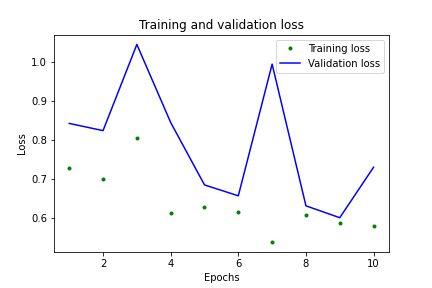 Training and validation loss
Training loss
Validation loss
1.0
0.9
0.8
0.7
0.6
Loss
2
4
6
8
10
Epochs